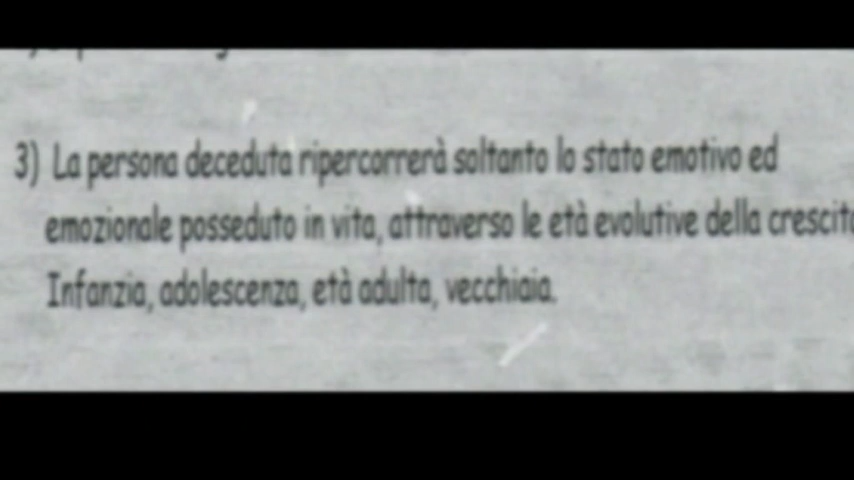 3) La persona deceduta ripercorrerà soltanto lo stato emotivo ed
emozionale posseduto in vita, attraverso le età evolutive della crescita
Infanzia, adolescenza, età adulta, vecchiaia.